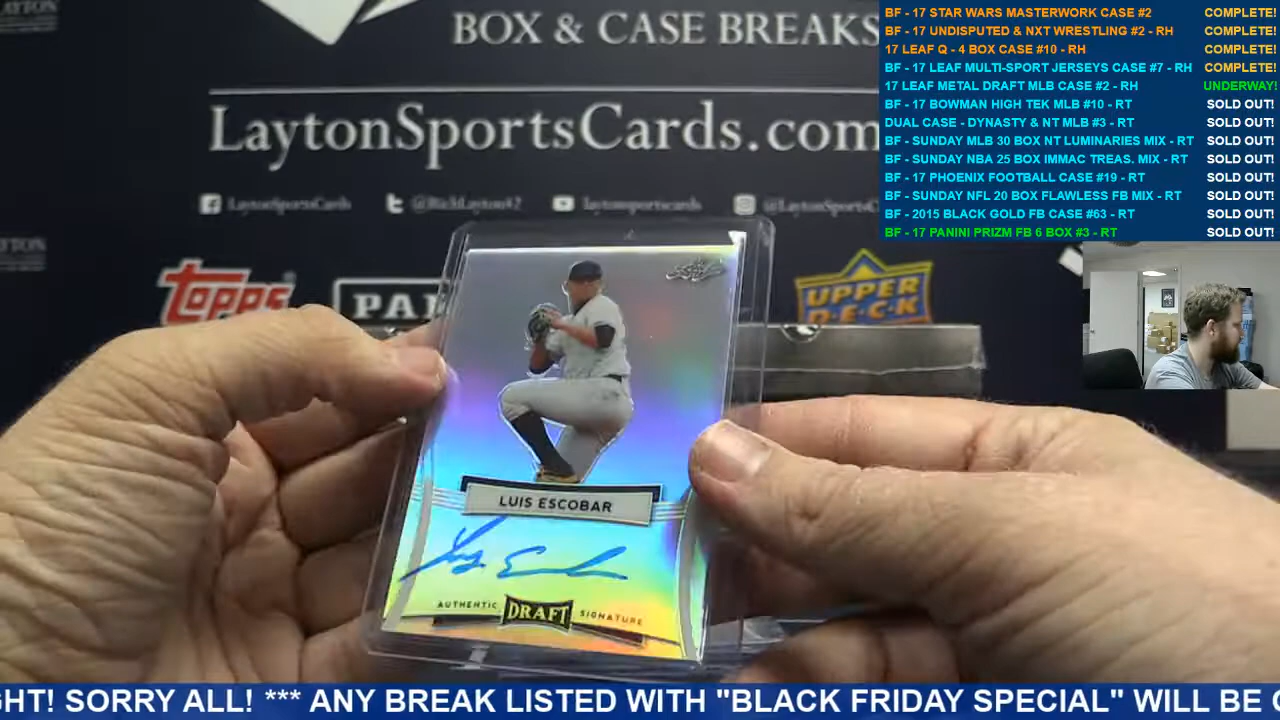 BOX & CASE BREAKS
LaytonSportsCards.com
LaytonSportsCards
@RichLayton42
laytonsportscards
@LaytonSports
topps
UPPER
DECK
LUIS ESCOBAR
AUTHENTIC DRAFT SIGNATURE
BF - 17 STAR WARS MASTERWORK CASE #2 COMPLETE!
BF - 17 UNDISPUTED & NXT WRESTLING #2 - RH COMPLETE!
17 LEAF Q - 4 BOX CASE #10 - RH COMPLETE!
BF - 17 LEAF MULTI-SPORT JERSEYS CASE #7 - RH COMPLETE!
17 LEAF METAL DRAFT MLB CASE #2 - RH UNDERWAY!
BF - 17 BOWMAN HIGH TEK MLB #10 - RT SOLD OUT!
DUAL CASE - DYNASTY & NT MLB #3 - RT SOLD OUT!
BF - SUNDAY MLB 30 BOX NT LUMINARIES MIX - RT SOLD OUT!
BF - SUNDAY NBA 25 BOX IMMAC TREAS. MIX - RT SOLD OUT!
BF - 17 PHOENIX FOOTBALL CASE #19 - RT SOLD OUT!
BF - SUNDAY NFL 20 BOX FLAWLESS FB MIX - RT SOLD OUT!
BF - 2015 BLACK GOLD FB CASE #63 - RT SOLD OUT!
BF - 17 PANINI PRIZM FB 6 BOX #3 - RT SOLD OUT!
GHT! SORRY ALL! *** ANY BREAK LISTED WITH "BLACK FRIDAY SPECIAL" WILL BE